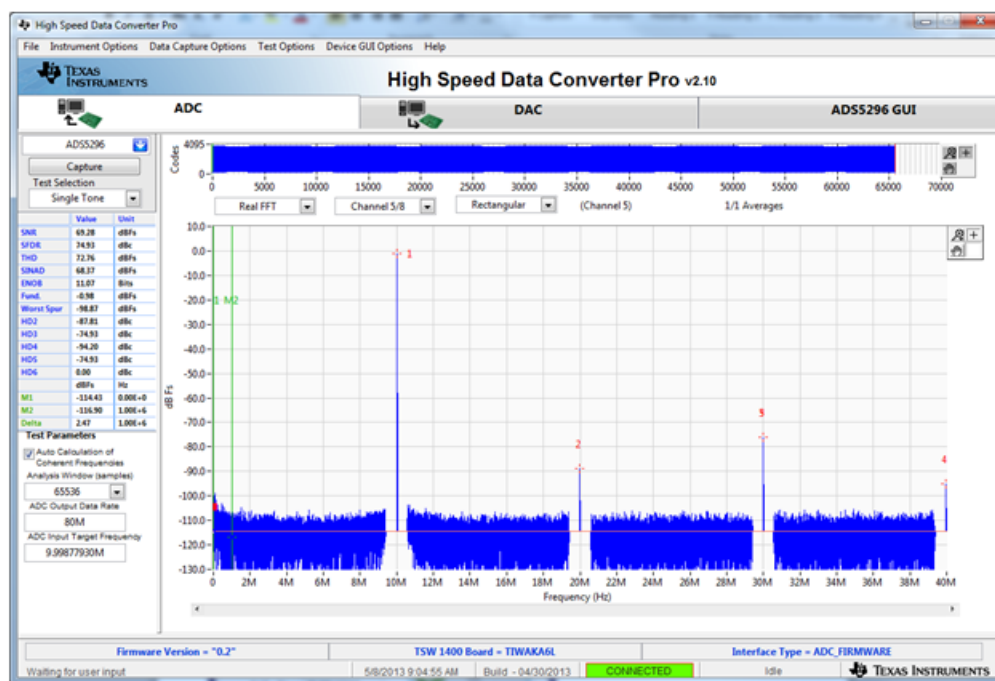 High Speed Data Converter Pro
File Instrument Options Data Capture Options Test Options Device GUI Options Help
TEXAS INSTRUMENTS
High Speed Data Converter Pro v2.10
ADC DAC ADS5296 GUI
ADS5296
Capture
Test Selection
Single Tone
Value Unit
SNR 69.28 dBFs
SFDR 74.93 dBc
THD 72.76 dBFs
SINAD 68.37 dBFs
ENOB 11.07 Bits
Fund. -0.98 dBFs
Worst Spur -98.87 dBFs
HD2 -87.81 dBc
HD3 -74.93 dBc
HD4 -94.20 dBc
HD5 -74.93 dBc
HD6 0.00 dBc
dBFs Hz
M1 -114.43 0.00E+0
M2 -116.90 1.00E+6
Delta 2.47 1.00E+6
Test Parameters
Auto Calculation of
Coherent Frequencies
Analysis Window (samples)
65536
ADC Output Data Rate
80M
ADC Input Target Frequency
9.99877930M
Codes
4095
0
0 5000 10000 15000 20000 25000 30000 35000 40000 45000 50000 55000 60000 65000 70000
Real FFT Channel 5/8 Rectangular (Channel 5) 1/1 Averages
dBFs
10.0
0.0
-10.0
-20.0
-30.0
-40.0
-50.0
-60.0
-70.0
-80.0
-90.0
-100.0
-110.0
-120.0
-130.0
1 M2
1
2
4
0 2M 4M 6M 8M 10M 12M 14M 16M 18M 20M 22M 24M 26M 28M 30M 32M 34M 36M 38M 40M
Frequency (Hz)
Firmware Version = "0.2" TSW 1400 Board = TIWAKA6L Interface Type = ADC_FIRMWARE
Waiting for user input 5/8/2013 9:04:55 AM Build - 04/30/2013 CONNECTED Idle TEXAS INSTRUMENTS